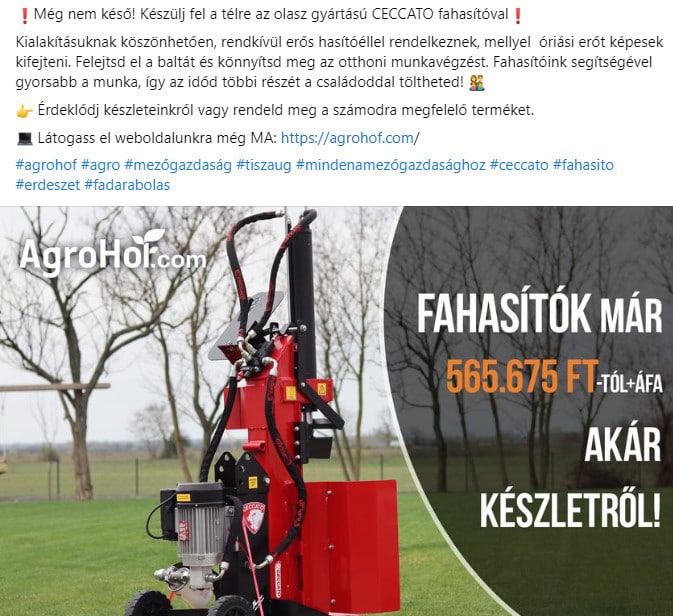 ❗Még nem késő! Készülj fel a télre az olasz gyártású CECCATO fahasítóval❗
Kialakításuknak köszönhetően, rendkívül erős hasítóéllel rendelkeznek, mellyel óriási erőt képesek
kifejteni. Felejtsd el a baltát és könnyítsd meg az otthoni munkavégzést. Fahasítóink segítségével
gyorsabb a munka, így az időd többi részét a családoddal töltheted! 👨‍👩‍👧‍👦
👉 Érdeklődj készleteinkről vagy rendeld meg a számodra megfelelő terméket.
💻 Látogass el weboldalunkra még MA: https://agrohof.com/
#agrohof #agro #mezőgazdaság #tiszaug #mindenamezőgazdasághoz #ceccato #fahasito
#erdeszet #fadarabolas
AgroHof.com
FAHASÍTÓK MÁR
565.675 FT-TÓL+ÁFA
AKÁR
KÉSZLETRŐL!
CECCATO